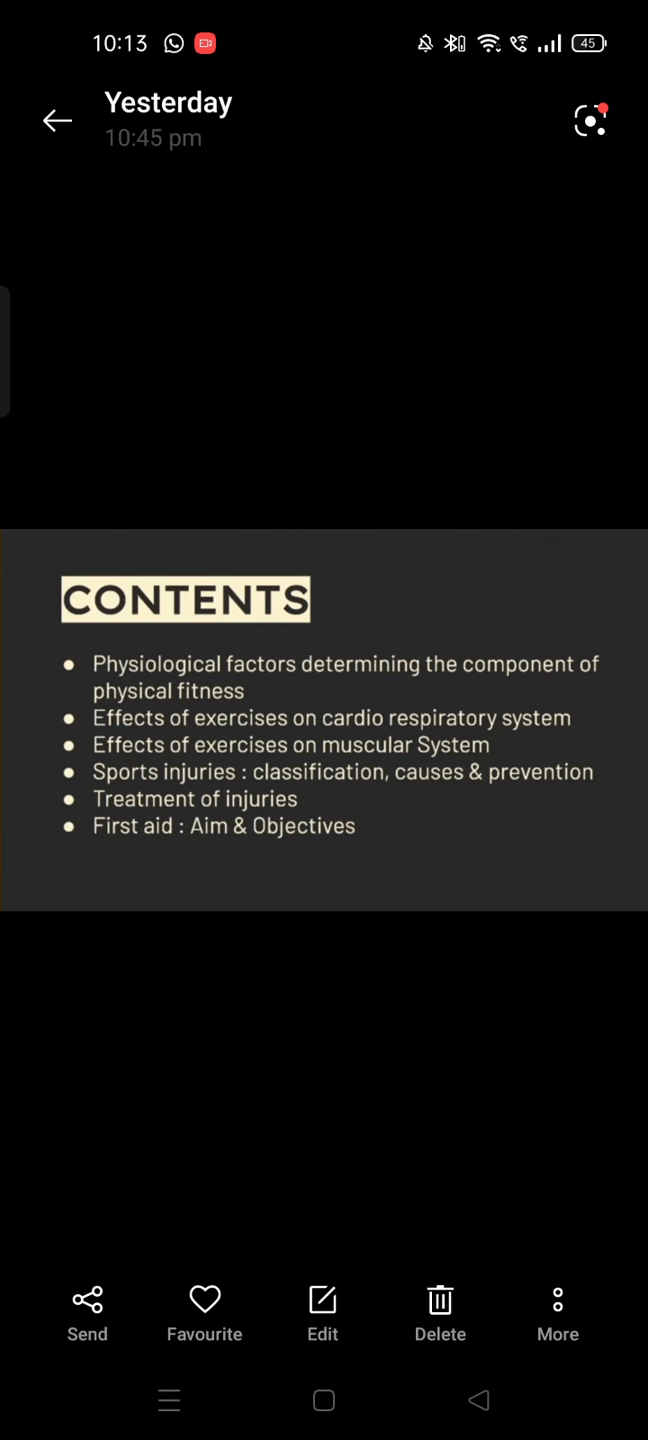 10:13
45
Yesterday
10:45 pm
CONTENTS
● Physiological factors determining the component of
physical fitness
● Effects of exercises on cardio respiratory system
● Effects of exercises on muscular System
● Sports injuries : classification, causes & prevention
● Treatment of injuries
● First aid : Aim & Objectives
Send Favourite Edit Delete More